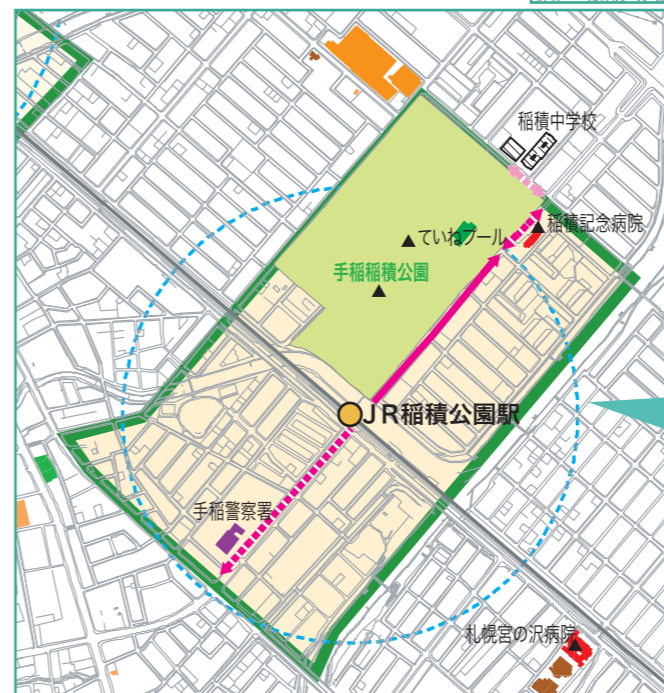 稲積中学校
稲積記念病院
ていねプール
手稲稲積公園
JR稲積公園駅
手稲警察署
札幌宮の沢病院